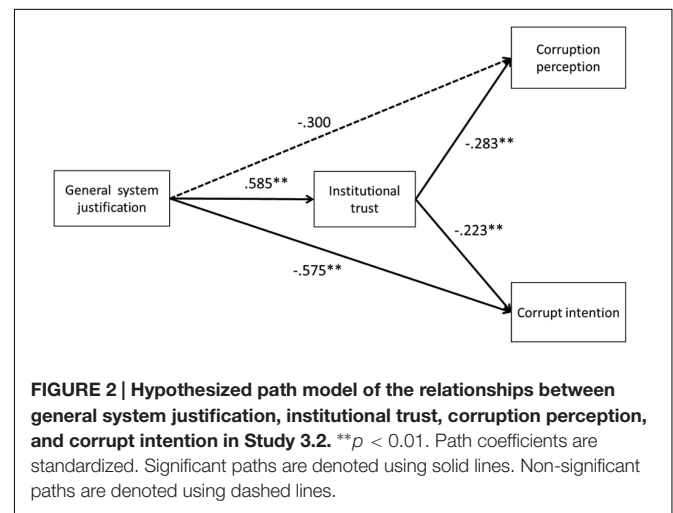 Corruption
perception
-.300
-.283**
General system
justification
.585**
Institutional
trust
-.223**
-.575**
Corrupt intention
FIGURE 2 | Hypothesized path model of the relationships between
general system justification, institutional trust, corruption perception,
and corrupt intention in Study 3.2. **p < 0.01. Path coefficients are
standardized. Significant paths are denoted using solid lines. Non-significant
paths are denoted using dashed lines.